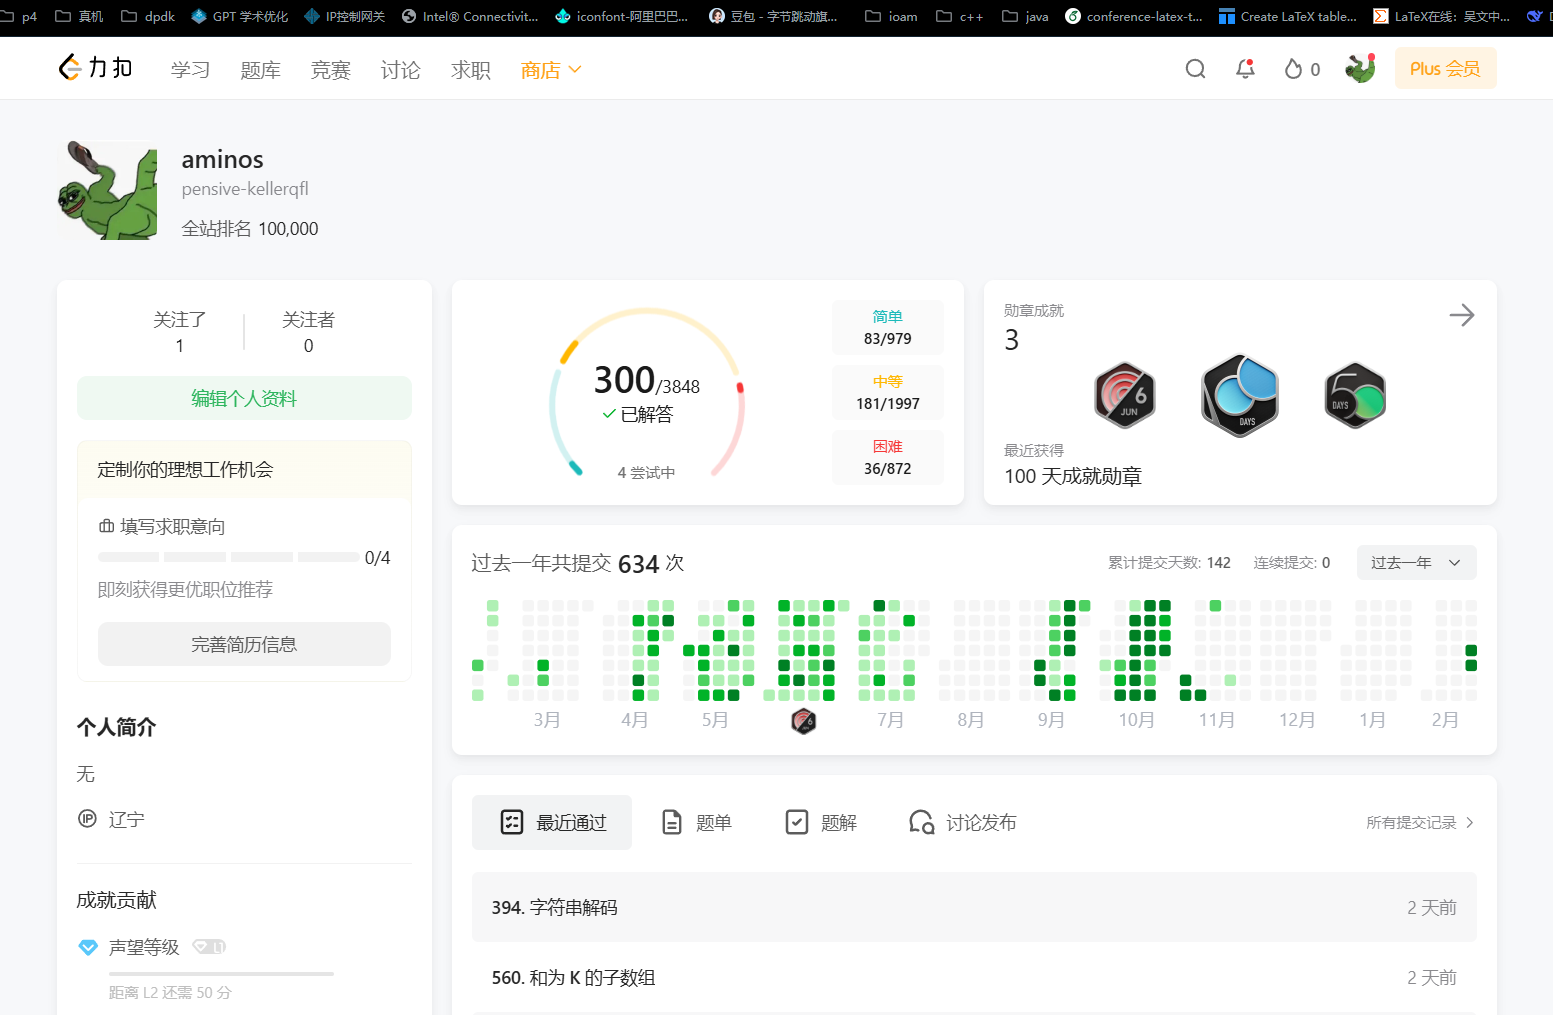 p4 真机 dpdk GPT 学术优化 IP控制网关 Intel® Connectivit... iconfont-阿里巴巴... 豆包 - 字节跳动旗... ioam c++ java conference-latex-t... Create LaTeX table... LaTeX在线：吴文中...
力扣 学习 题库 竞赛 讨论 求职 商店 0 Plus 会员
aminos
pensive-kellerqfl
全站排名 100,000
关注了 关注者
1 0
编辑个人资料
定制你的理想工作机会
填写求职意向
0/4
即刻获得更优职位推荐
完善简历信息
个人简介
无
IP 辽宁
成就贡献
声望等级 L1
距离 L2 还需 50 分
300/3848
已解答
4 尝试中
简单
83/979
中等
181/1997
困难
36/872
勋章成就
3
6 JUN
DAYS
50 DAYS
最近获得
100 天成就勋章
过去一年共提交 634 次 累计提交天数: 142 连续提交: 0 过去一年
3月 4月 5月 7月 8月 9月 10月 11月 12月 1月 2月
最近通过 题单 题解 讨论发布 所有提交记录
394. 字符串解码 2 天前
560. 和为 K 的子数组 2 天前